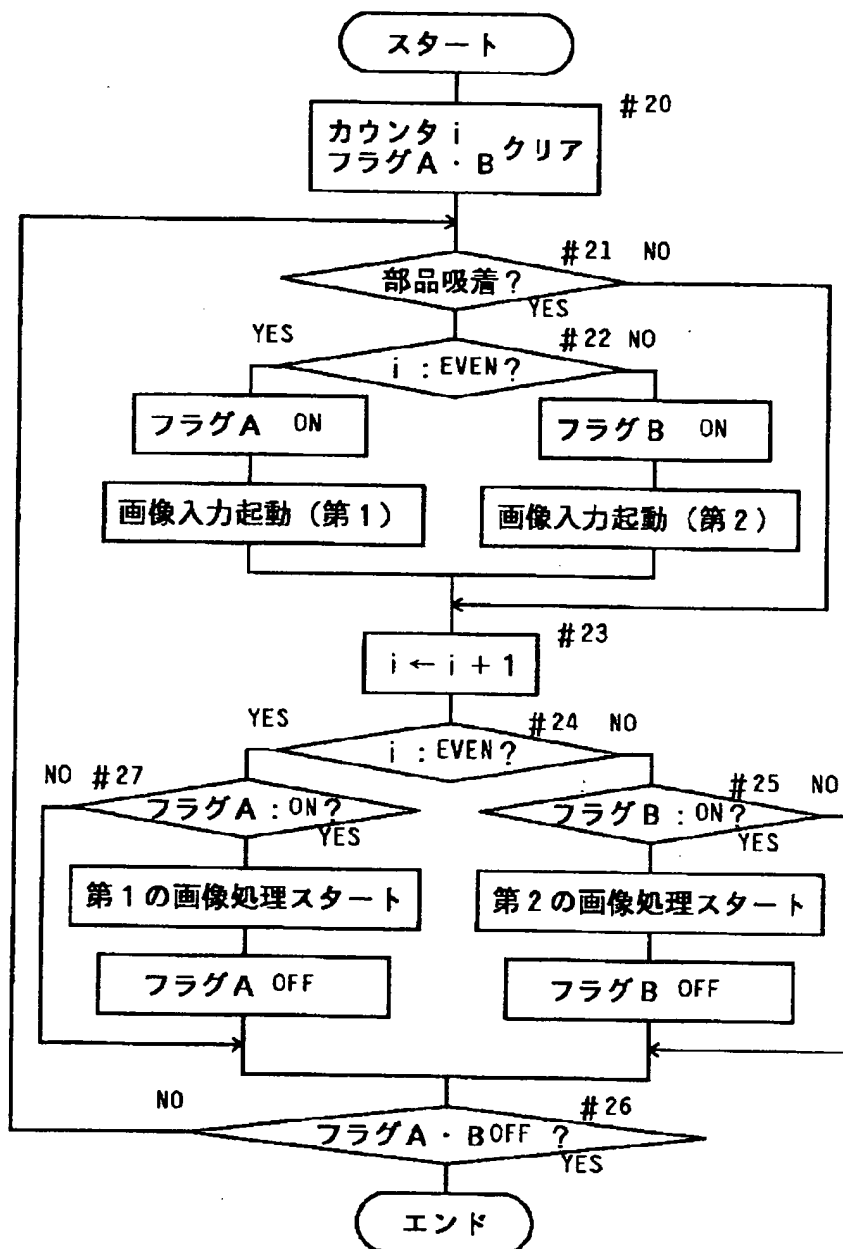 スタート
#20
カウンタ i
フラグA・B クリア
#21 NO
部品吸着?
YES
YES #22 NO
i : EVEN?
フラグA ON
フラグB ON
画像入力起動(第1)
画像入力起動(第2)
#23
i ← i + 1
YES #24 NO
i : EVEN?
NO #27
#25 NO
フラグA : ON?
フラグB : ON?
YES
YES
第1の画像処理スタート
第2の画像処理スタート
フラグA OFF
フラグB OFF
NO #26
フラグA・B OFF ?
YES
エンド